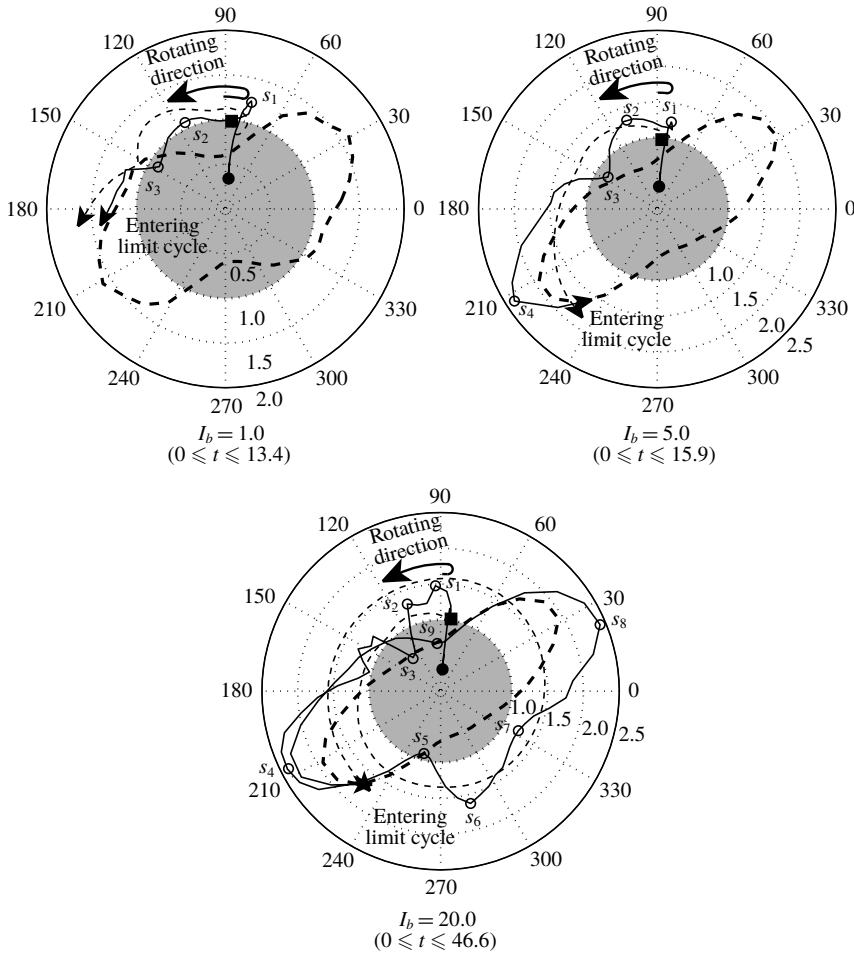 90
120
60
Rotating
direction
s1
150
30
s2
s3
180
0
Entering
limit cycle
0.5
210
1.0
330
1.5
240
300
2.0
270
I_b = 1.0
(0 ⩽ t ⩽ 13.4)
90
120
60
Rotating
direction
s2
s1
150
30
s3
180
0
1.0
1.5
210
s4
Entering
limit cycle
2.0
330
2.5
240
300
270
I_b = 5.0
(0 ⩽ t ⩽ 15.9)
90
120
60
Rotating
direction
s1
s2
150
30
s9
s8
s3
180
0
1.0
1.5
2.0
2.5
s7
s5
s4
210
330
s6
Entering
limit cycle
240
300
270
I_b = 20.0
(0 ⩽ t ⩽ 46.6)